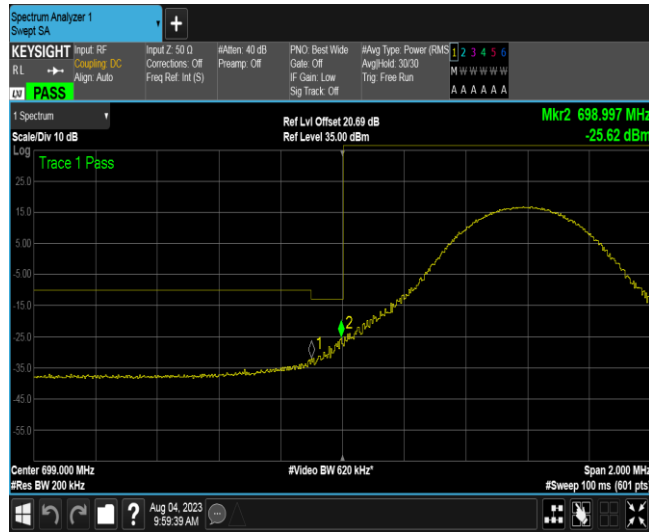 Spectrum Analyzer 1
Swept SA
KEYSIGHT Input: RF Input Z: 50 Ω #Atten: 40 dB PNO: Best Wide #Avg Type: Power (RMS 1 2 3 4 5 6
RL Coupling: DC Corrections: Off Preamp: Off Gate: Off Avg|Hold: 30/30 M W W W W W
Align: Auto Freq Ref: Int (S) IF Gain: Low Trig: Free Run
LXI PASS Sig Track: Off A A A A A A
1 Spectrum Ref Lvl Offset 20.69 dB Mkr2 698.997 MHz
Scale/Div 10 dB Ref Level 35.00 dBm -25.62 dBm
Log
Trace 1 Pass
25.0
15.0
5.00
-5.00
-15.0
2
1
-25.0
-35.0
-45.0
-55.0
Center 699.000 MHz #Video BW 620 kHz* Span 2.000 MHz
#Res BW 200 kHz #Sweep 100 ms (601 pts)
? Aug 04, 2023
9:59:39 AM